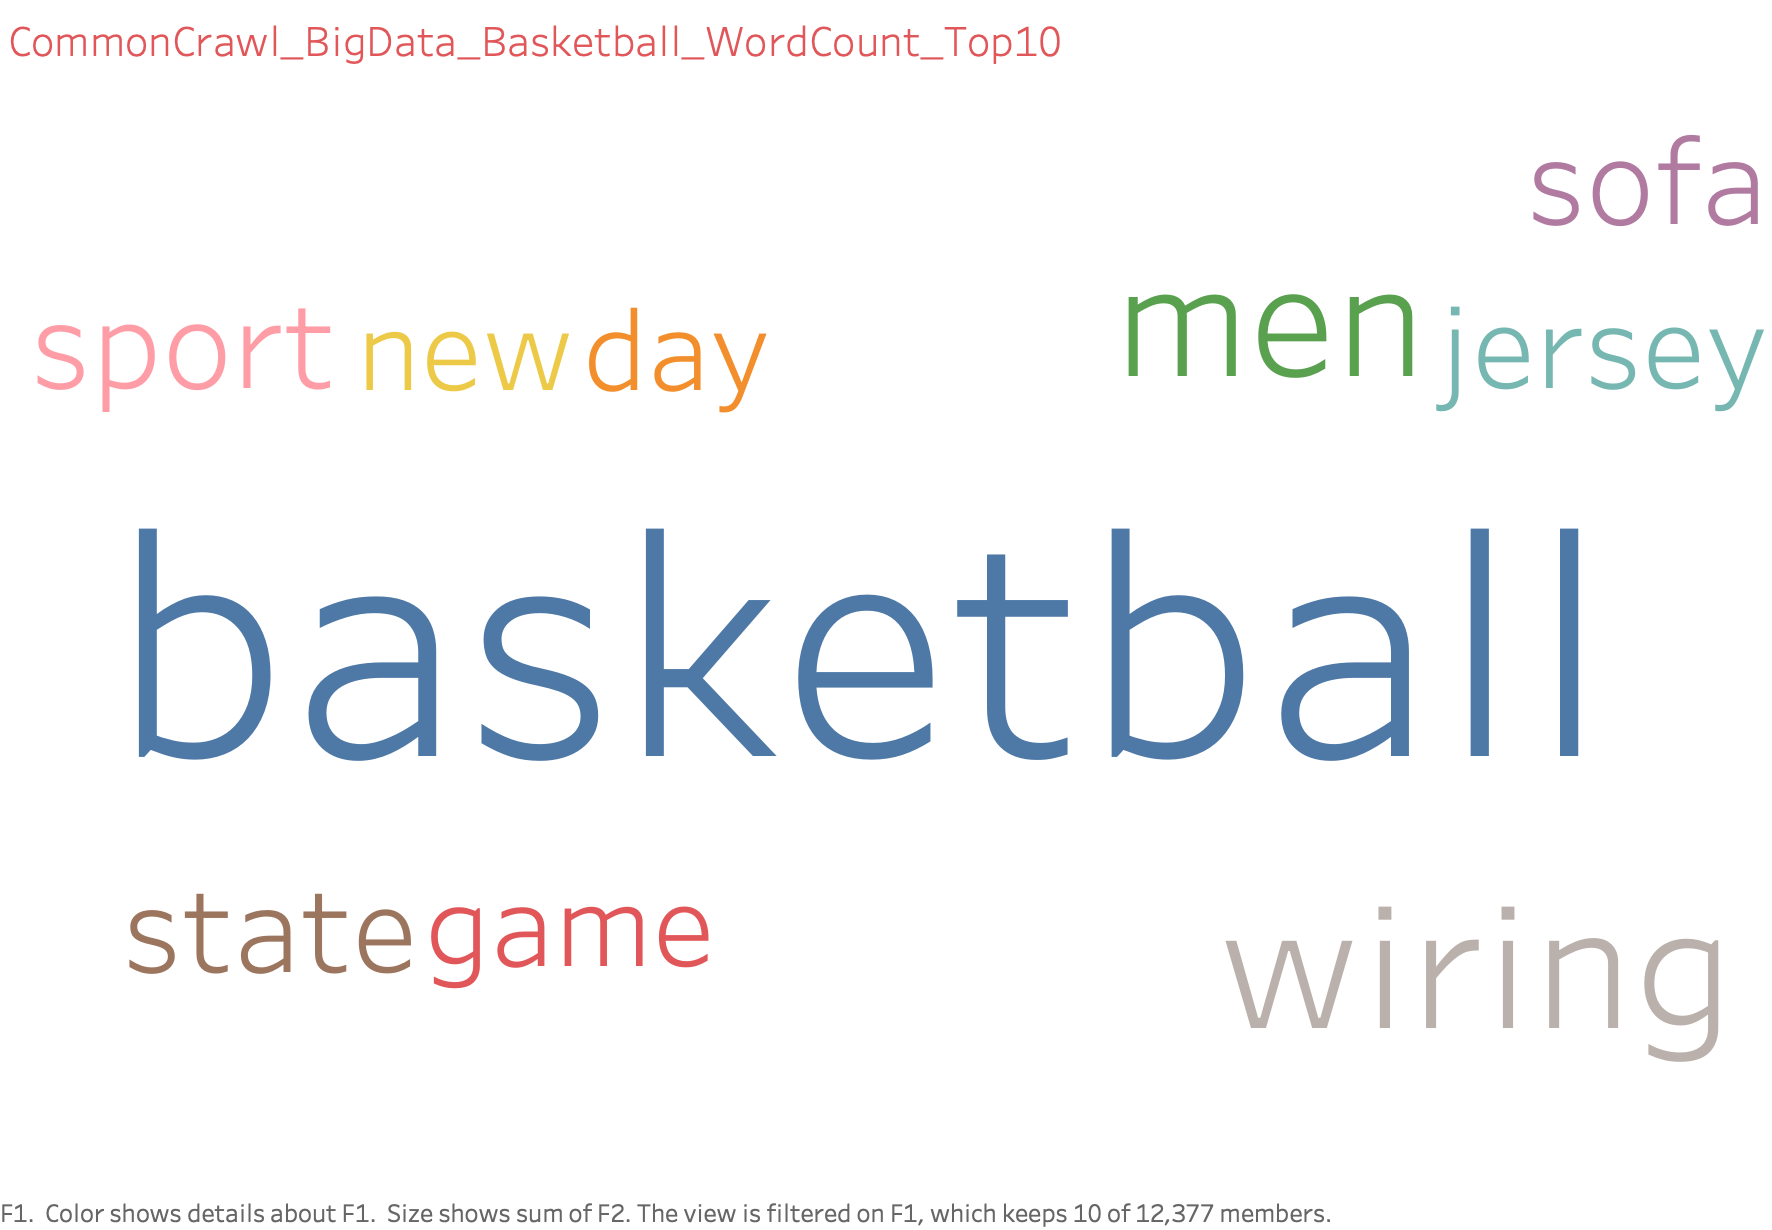 CommonCrawl_BigData_Basketball_WordCount_Top10
sofa
sport new day men jersey
basketball
state game wiring
F1. Color shows details about F1. Size shows sum of F2. The view is filtered on F1, which keeps 10 of 12,377 members.